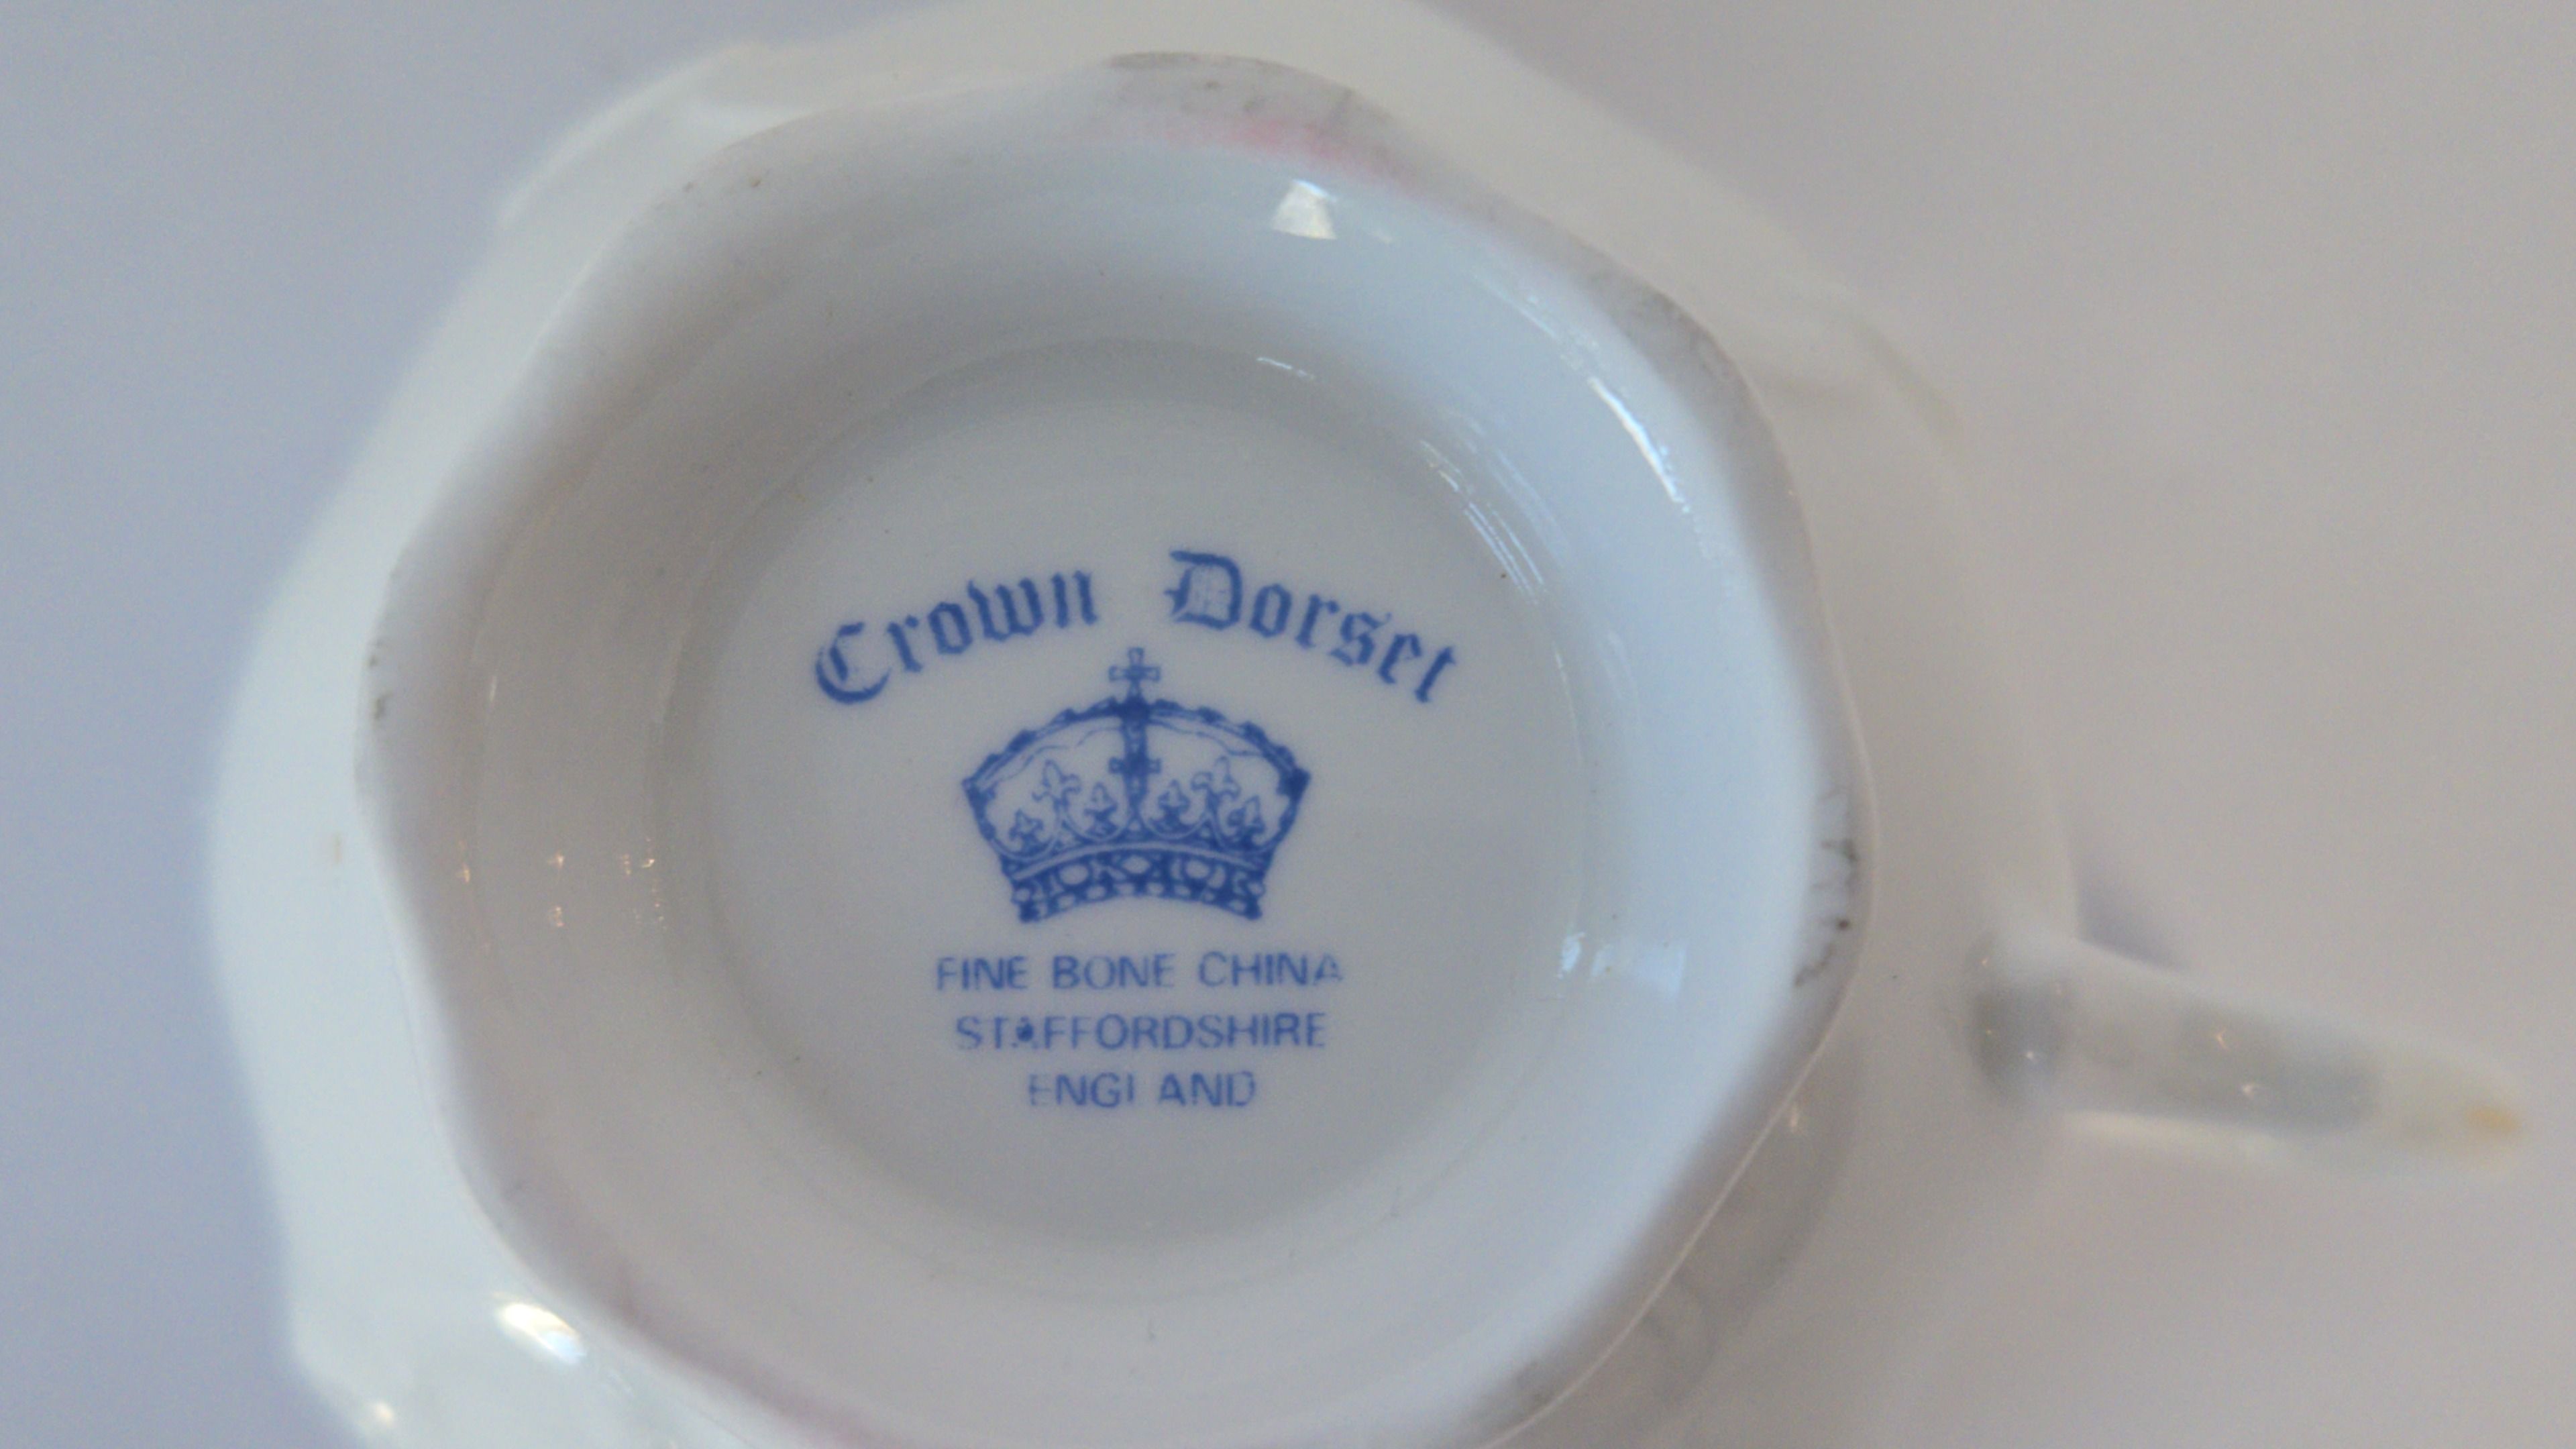 Crown Dorset
FINE BONE CHINA
STAFFORDSHIRE
ENGLAND